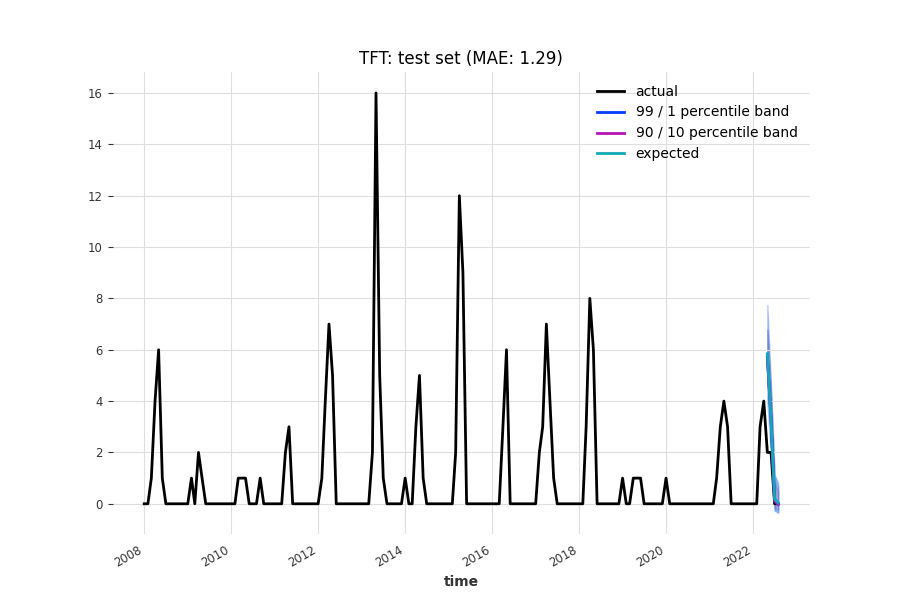 TFT: test set (MAE: 1.29)
actual
99 / 1 percentile band
90 / 10 percentile band
expected
16
14
12
10
8
6
4
2
0
2008
2010
2012
2014
2016
2018
2020
2022
time